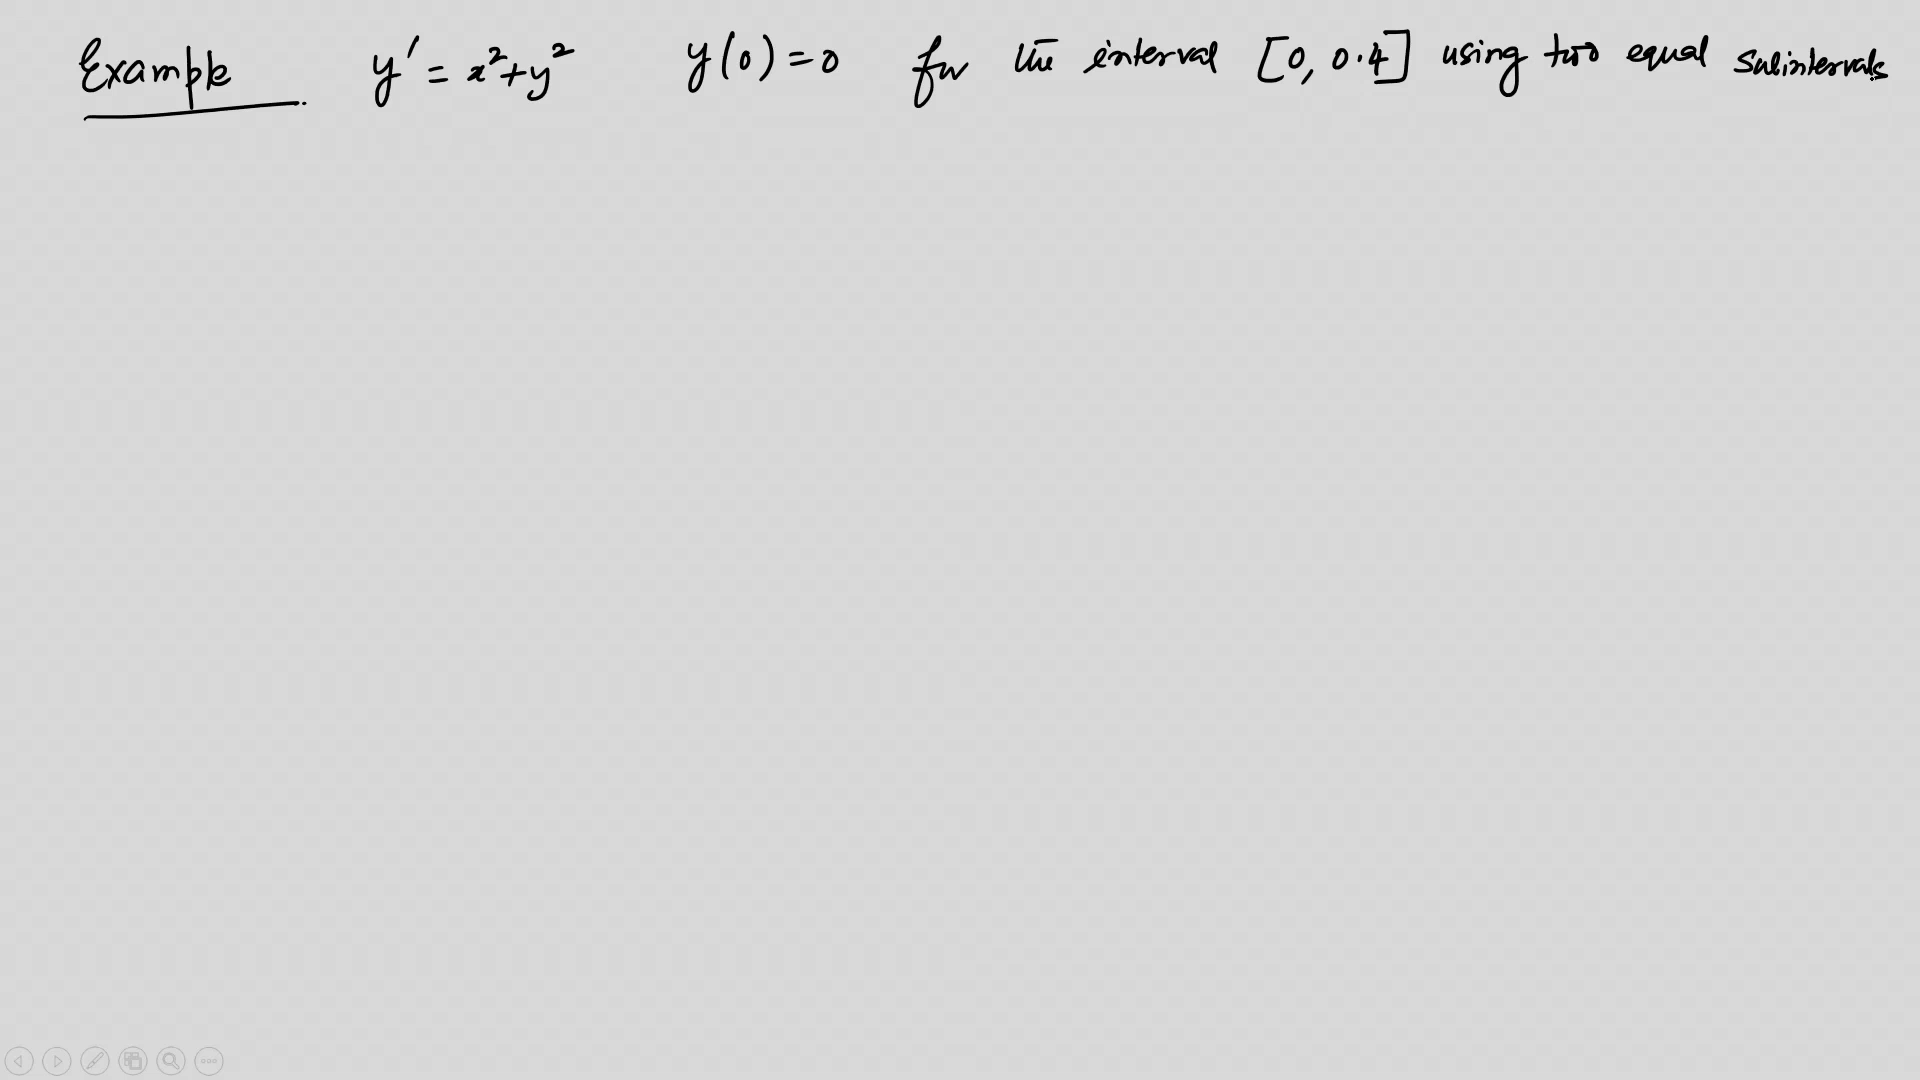 Example y' = x²+y² y(0)=0 for the interval [0, 0.4] using two equal subintervals